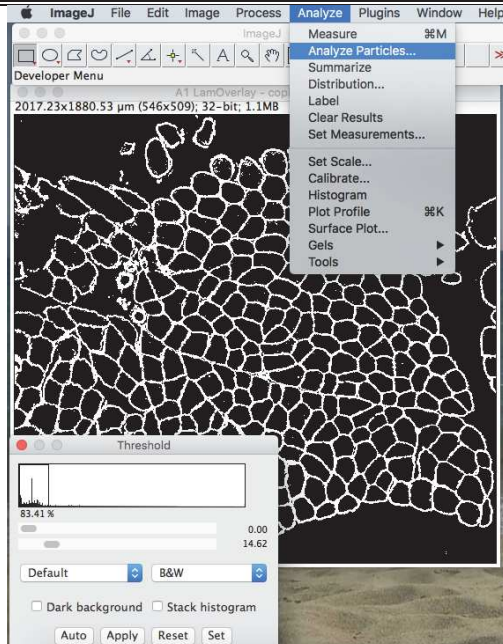 ImageJ File Edit Image Process Analyze Plugins Window Help
ImageJ
A
Developer Menu
Measure ⌘M
Analyze Particles...
Summarize
Distribution...
Label
Clear Results
Set Measurements...
Set Scale...
Calibrate...
Histogram
Plot Profile ⌘K
Surface Plot...
Gels
Tools
A1 LamOverlay - cop
2017.23x1880.53 µm (546x509); 32-bit; 1.1MB
Threshold
83.41 %
0.00
14.62
Default B&W
Dark background Stack histogram
Auto Apply Reset Set